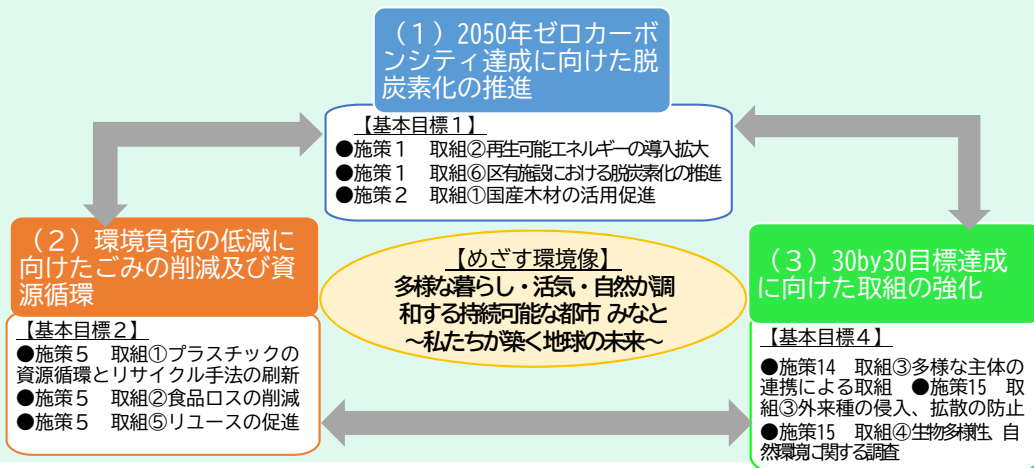 （１）2050年ゼロカーボ
ンシティ達成に向けた脱
炭素化の推進
【基本目標１】
●施策１　取組②再生可能エネルギーの導入拡大
●施策１　取組⑥区有施設における脱炭素化の推進
●施策２　取組①国産木材の活用促進
（２）環境負荷の低減に
向けたごみの削減及び資
源循環
【基本目標２】
●施策５　取組①プラスチックの
資源循環とリサイクル手法の刷新
●施策５　取組②食品ロスの削減
●施策５　取組⑤リユースの促進
【めざす環境像】
多様な暮らし・活気・自然が調
和する持続可能な都市 みなと
～私たちが築く地球の未来～
（３）30by30目標達成
に向けた取組の強化
【基本目標４】
●施策14　取組③多様な主体の
連携による取組　●施策15　取
組③外来種の侵入、拡散の防止
●施策15　取組④生物多様性、自
然環境に関する調査